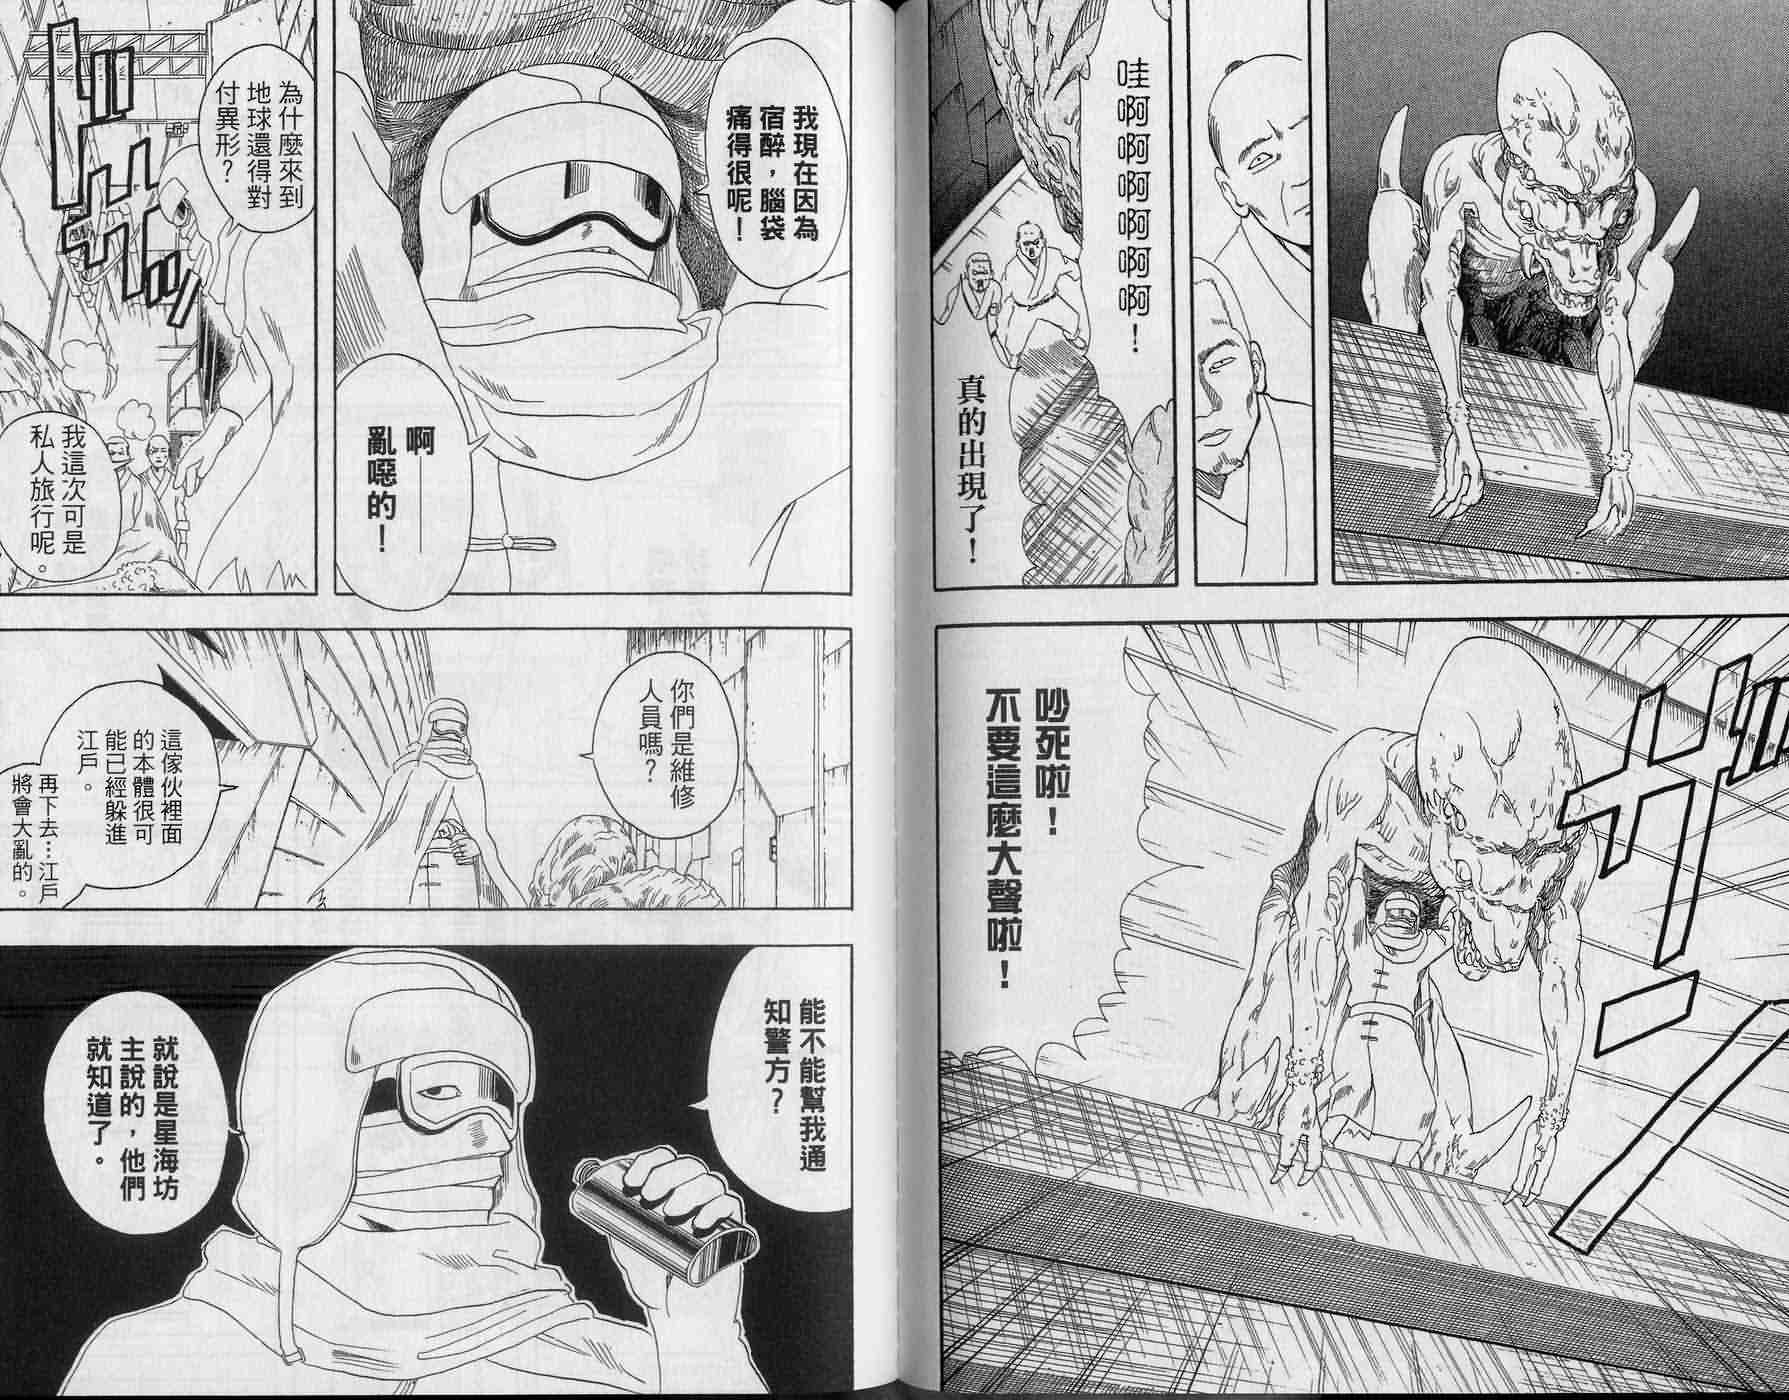 哇啊啊啊啊啊啊啊！
真的出現了！
吵死啦！
不要這麼大聲啦！
ガガガ
我現在因為
宿醉，腦袋
痛得很呢！
啊——
亂噁的！
為什麼來到
地球還得對
付異形？
我這次可是
私人旅行呢。
你們是維修
人員嗎？
這傢伙裡面
的本體很可
能已經躲進
江戶。
再下去…江戶
將會大亂的。
能不能幫我通
知警方？
就說是星海坊
主說的，他們
就知道了。